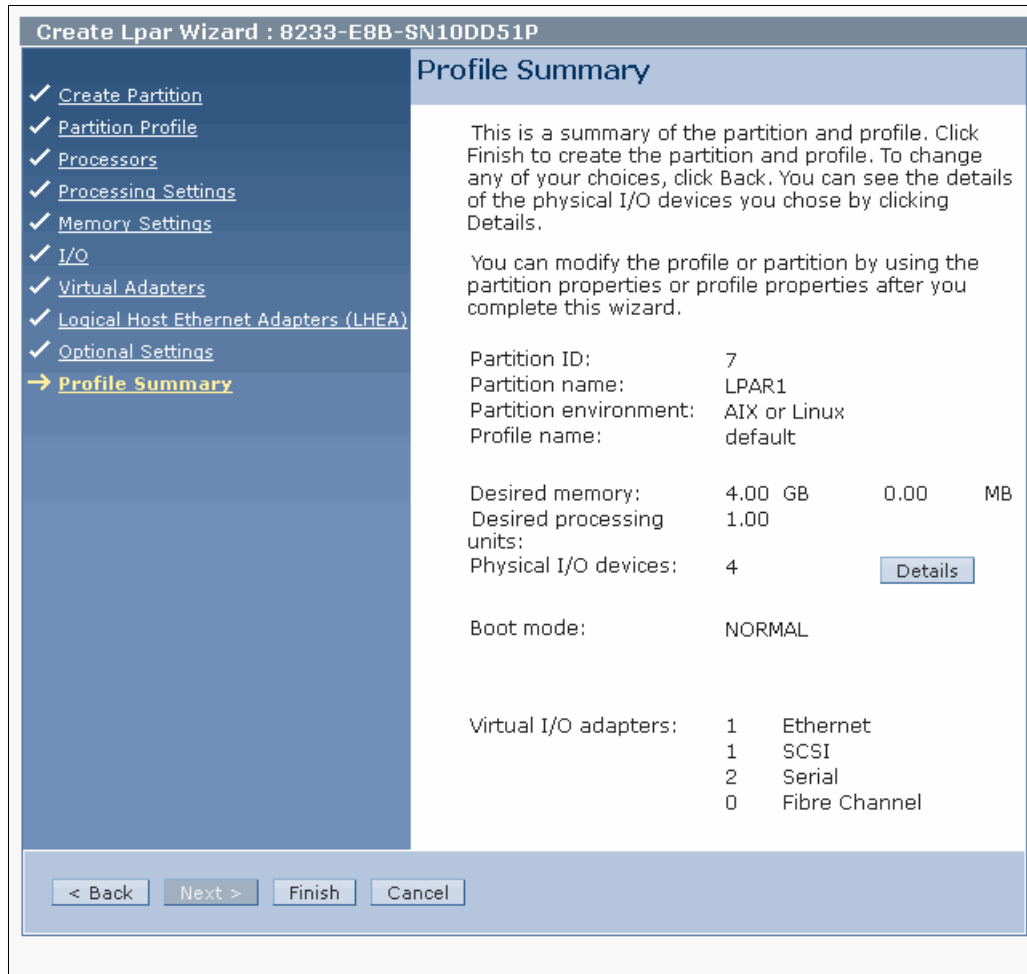 Create Lpar Wizard : 8233-E8B-SN10DD51P
Create Partition
Partition Profile
Processors
Processing Settings
Memory Settings
I/O
Virtual Adapters
Logical Host Ethernet Adapters (LHEA)
Optional Settings
Profile Summary
Profile Summary
This is a summary of the partition and profile. Click
Finish to create the partition and profile. To change
any of your choices, click Back. You can see the details
of the physical I/O devices you chose by clicking
Details.
You can modify the profile or partition by using the
partition properties or profile properties after you
complete this wizard.
Partition ID: 7
Partition name: LPAR1
Partition environment: AIX or Linux
Profile name: default
Desired memory: 4.00 GB 0.00 MB
Desired processing 1.00
units:
Physical I/O devices: 4 Details
Boot mode: NORMAL
Virtual I/O adapters: 1 Ethernet
1 SCSI
2 Serial
0 Fibre Channel
< Back Next > Finish Cancel